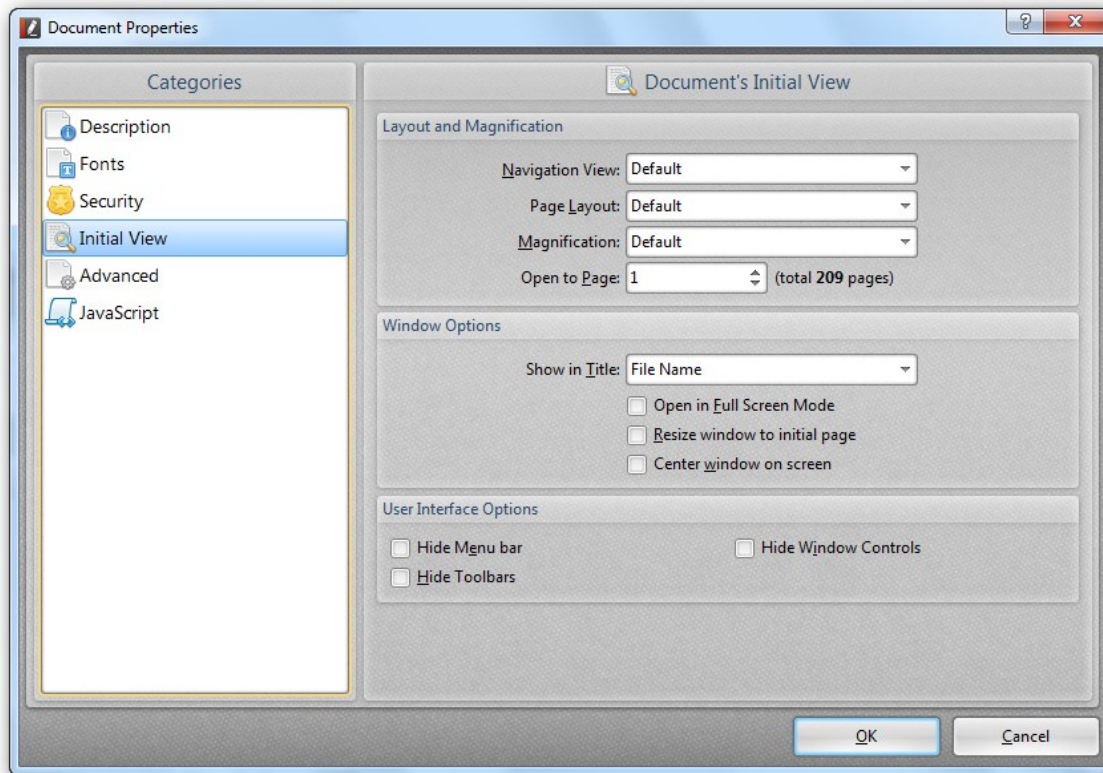 Document Properties
?
Categories
Description
Fonts
Security
Initial View
Advanced
JavaScript
Document's Initial View
Layout and Magnification
Navigation View: Default
Page Layout: Default
Magnification: Default
Open to Page: 1 (total 209 pages)
Window Options
Show in Title: File Name
Open in Full Screen Mode
Resize window to initial page
Center window on screen
User Interface Options
Hide Menu bar Hide Window Controls
Hide Toolbars
OK Cancel